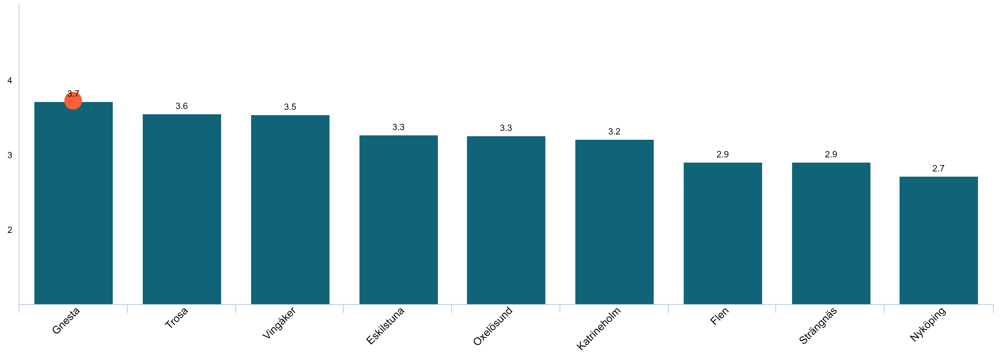 4
3
2
3.7
3.6
3.5
3.3
3.3
3.2
2.9
2.9
2.7
Gnesta
Trosa
Vingåker
Eskilstuna
Oxelösund
Katrineholm
Flen
Strängnäs
Nyköping